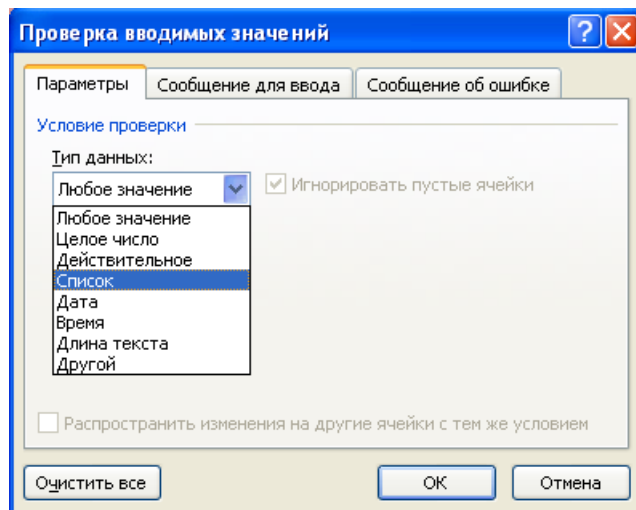 Проверка вводимых значений
Параметры Сообщение для ввода Сообщение об ошибке
Условие проверки
Тип данных:
Любое значение Игнорировать пустые ячейки
Любое значение
Целое число
Действительное
Список
Дата
Время
Длина текста
Другой
Распространить изменения на другие ячейки с тем же условием
Очистить все ОК Отмена